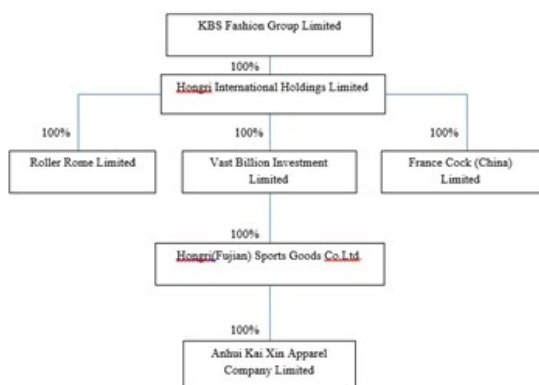 KBS Fashion Group Limited
100%
Hongri International Holdings Limited
100%
100%
100%
Roller Rome Limited
Vast Billion Investment
Limited
France Cock (China)
Limited
100%
Hongri(Fujian) Sports Goods Co.Ltd.
100%
Anhui Kai Xin Apparel
Company Limited